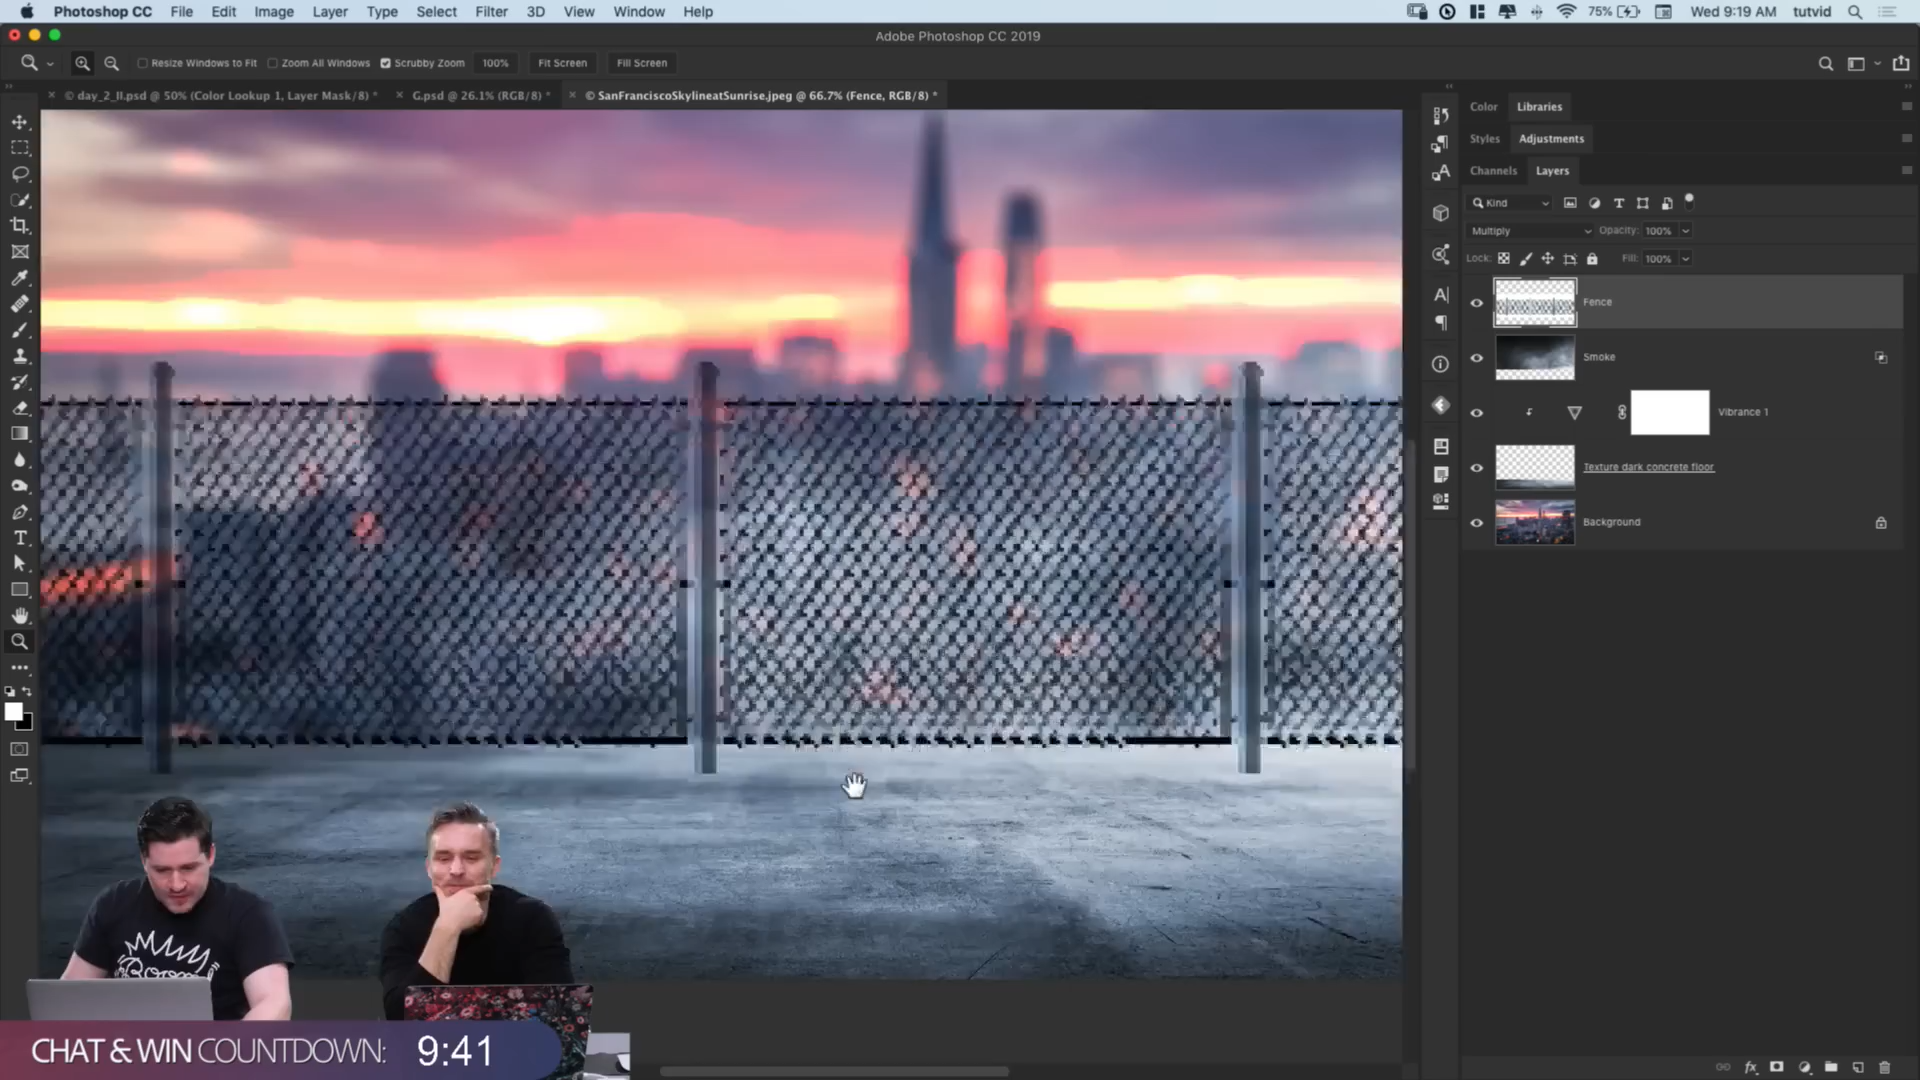 Photoshop CC File Edit Image Layer Type Select Filter 3D View Window Help 75% Wed 9:19 AM tutvid
Adobe Photoshop CC 2019
Resize Windows to Fit Zoom All Windows Scrubby Zoom 100% Fit Screen Fill Screen
© day_2_II.psd @ 50% (Color Lookup 1, Layer Mask/8) * G.psd @ 26.1% (RGB/8) * © SanFranciscoSkylineatSunrise.jpeg @ 66.7% (Fence, RGB/8) *
Color Libraries
Styles Adjustments
Channels Layers
Kind
Multiply Opacity: 100%
Lock: Fill: 100%
Fence
Smoke
Vibrance 1
Texture dark concrete floor
Background
Boom
CHAT & WIN COUNTDOWN: 9:41